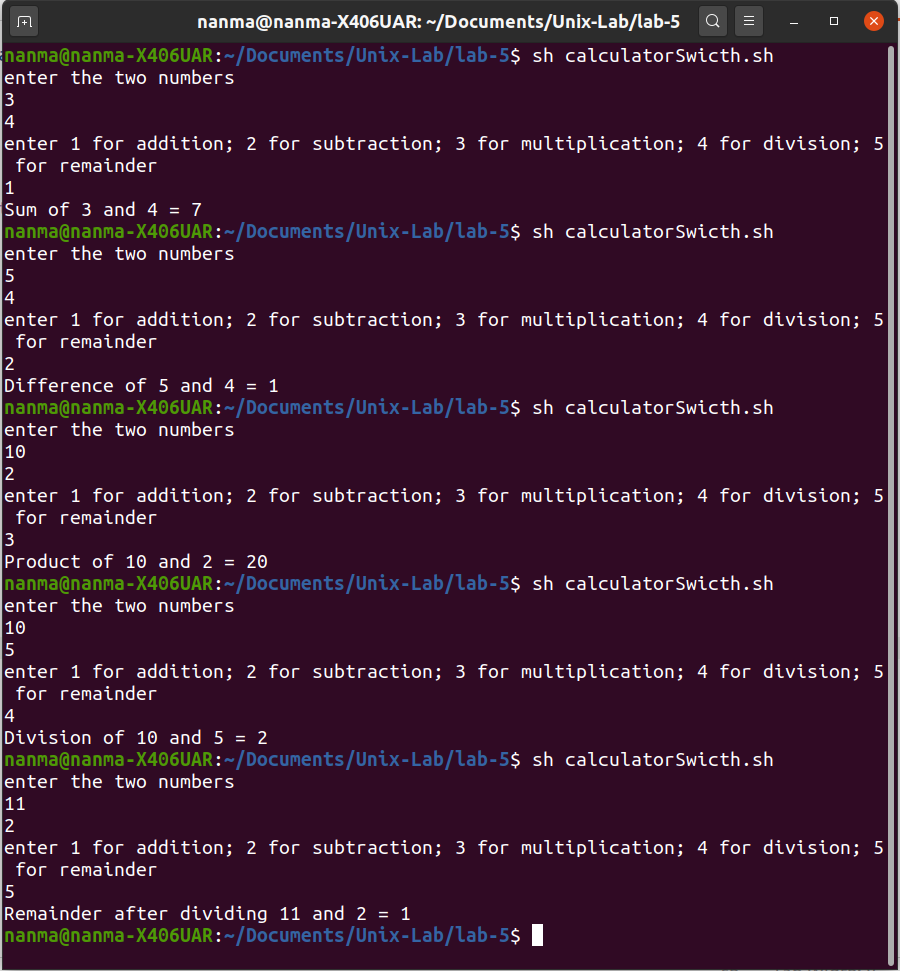 nanma@nanma-X406UAR: ~/Documents/Unix-Lab/lab-5
nanma@nanma-X406UAR:~/Documents/Unix-Lab/lab-5$ sh calculatorSwicth.sh
enter the two numbers
3
4
enter 1 for addition; 2 for subtraction; 3 for multiplication; 4 for division; 5
 for remainder
1
Sum of 3 and 4 = 7
nanma@nanma-X406UAR:~/Documents/Unix-Lab/lab-5$ sh calculatorSwicth.sh
enter the two numbers
5
4
enter 1 for addition; 2 for subtraction; 3 for multiplication; 4 for division; 5
 for remainder
2
Difference of 5 and 4 = 1
nanma@nanma-X406UAR:~/Documents/Unix-Lab/lab-5$ sh calculatorSwicth.sh
enter the two numbers
10
2
enter 1 for addition; 2 for subtraction; 3 for multiplication; 4 for division; 5
 for remainder
3
Product of 10 and 2 = 20
nanma@nanma-X406UAR:~/Documents/Unix-Lab/lab-5$ sh calculatorSwicth.sh
enter the two numbers
10
5
enter 1 for addition; 2 for subtraction; 3 for multiplication; 4 for division; 5
 for remainder
4
Division of 10 and 5 = 2
nanma@nanma-X406UAR:~/Documents/Unix-Lab/lab-5$ sh calculatorSwicth.sh
enter the two numbers
11
2
enter 1 for addition; 2 for subtraction; 3 for multiplication; 4 for division; 5
 for remainder
5
Remainder after dividing 11 and 2 = 1
nanma@nanma-X406UAR:~/Documents/Unix-Lab/lab-5$